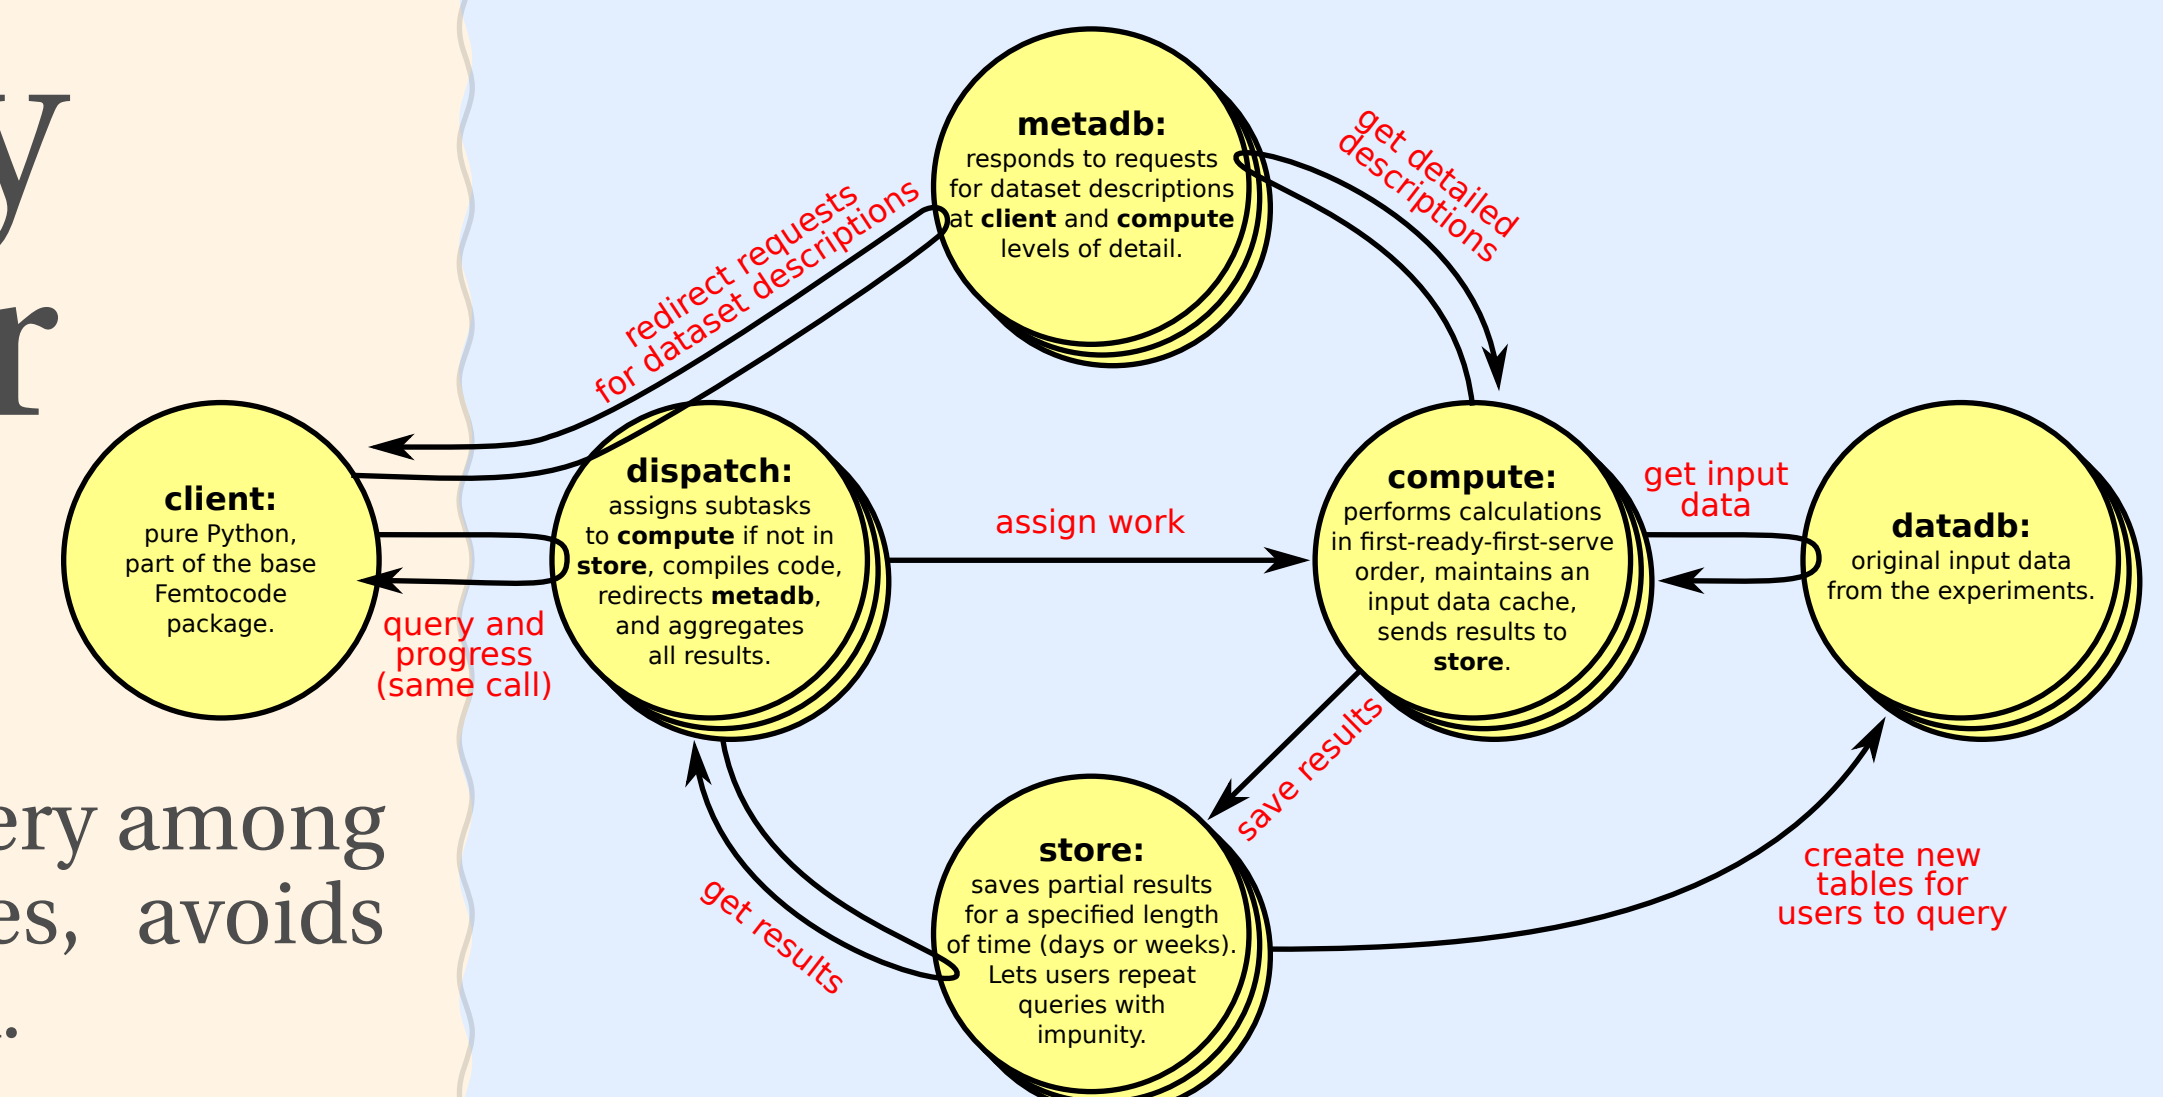 y
r
ery among
es, avoids
metadb:
responds to requests
for dataset descriptions
at client and compute
levels of detail.
get detailed
descriptions
redirect requests
for dataset descriptions
client:
pure Python,
part of the base
Femtocode
package.
query and
progress
(same call)
dispatch:
assigns subtasks
to compute if not in
store, compiles code,
redirects metadb,
and aggregates
all results.
assign work
compute:
performs calculations
in first-ready-first-serve
order, maintains an
input data cache,
sends results to
store.
get input
data
datadb:
original input data
from the experiments.
save results
get results
store:
saves partial results
for a specified length
of time (days or weeks).
Lets users repeat
queries with
impunity.
create new
tables for
users to query